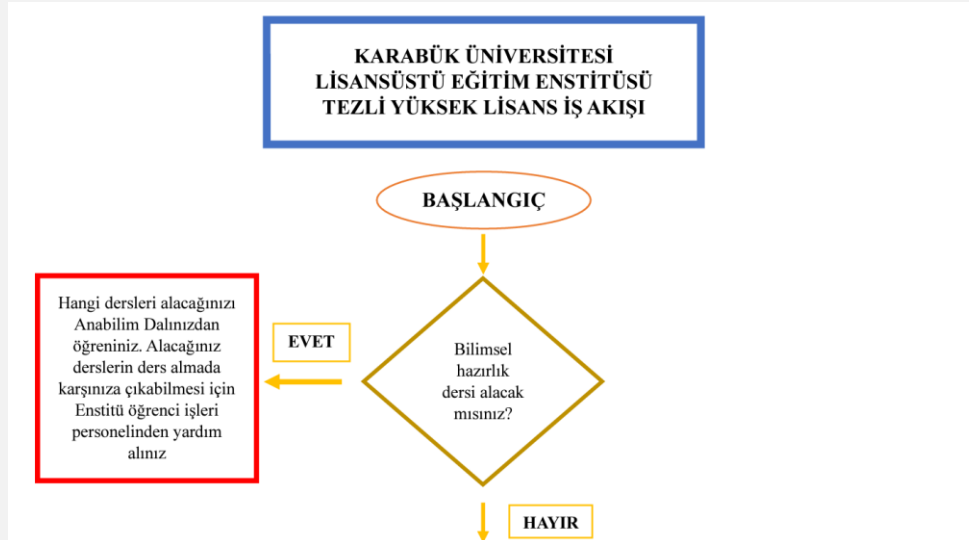 KARABÜK ÜNİVERSİTESİ
LİSANSÜSTÜ EĞİTİM ENSTİTÜSÜ
TEZLİ YÜKSEK LİSANS İŞ AKIŞI
BAŞLANGIÇ
Hangi dersleri alacağınızı
Anabilim Dalınızdan
öğreniniz. Alacağınız
derslerin ders almada
karşınıza çıkabilmesi için
Enstitü öğrenci işleri
personelinden yardım
alınız
EVET
Bilimsel
hazırlık
dersi alacak
mısınız?
HAYIR